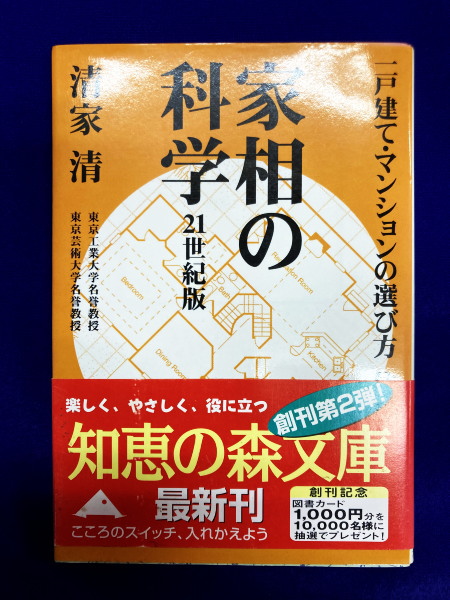 一戸建て・マンションの選び方
家相の
科学
21世紀版
清家 清
東京工業大学名誉教授
東京芸術大学名誉教授
Bedroom
Dining Room
Kitchen
楽しく、やさしく、役に立つ
創刊第2弾!
知恵の森文庫
最新刊
こころのスイッチ、入れかえよう
創刊記念
図書カード
1,000円分を
10,000名様に
抽選でプレゼント!